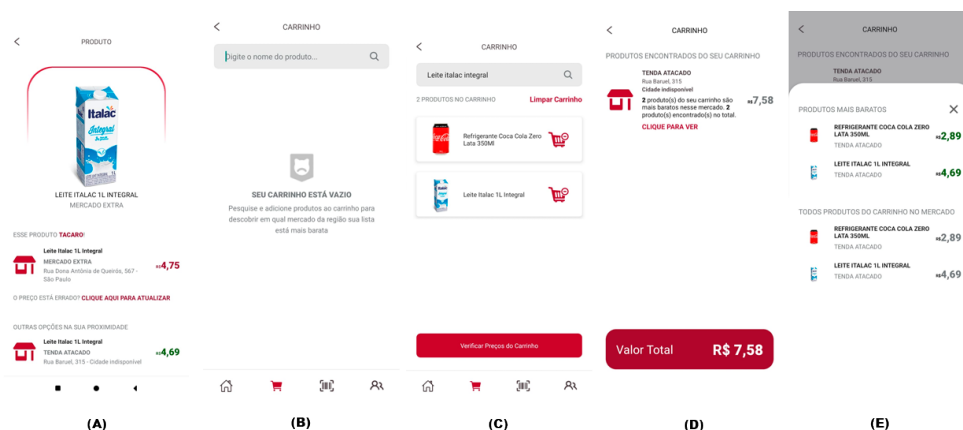 PRODUTO
Italac
Integral
LEITE ITALAC 1L INTEGRAL
MERCADO EXTRA
ESSE PRODUTO TACARO!
Leite Italac 1L Integral
MERCADO EXTRA
Rua Dona Antônia de Queirós, 567 -
São Paulo
R$4,75
O PREÇO ESTÁ ERRADO? CLIQUE AQUI PARA ATUALIZAR
OUTRAS OPÇÕES NA SUA PROXIMIDADE
Leite Italac 1L Integral
TENDA ATACADO
Rua Baruel, 315 - Cidade Indisponível
R$4,69
(A)
CARRINHO
Digite o nome do produto...
SEU CARRINHO ESTÁ VAZIO
Pesquise e adicione produtos ao carrinho para
descobrir em qual mercado da região sua lista
está mais barata
(B)
CARRINHO
Leite italac integral
2 PRODUTOS NO CARRINHO
Limpar Carrinho
Refrigerante Coca Cola Zero
Lata 350Ml
Leite Italac 1L Integral
Verificar Preços do Carrinho
(C)
CARRINHO
PRODUTOS ENCONTRADOS DO SEU CARRINHO
TENDA ATACADO
Rua Baruel, 315
Cidade indisponível
2 produto(s) do seu carrinho são
mais baratos nesse mercado. 2
produto(s) encontrado(s) no total.
CLIQUE PARA VER
R$7,58
Valor Total
R$ 7,58
(D)
CARRINHO
PRODUTOS ENCONTRADOS DO SEU CARRINHO
TENDA ATACADO
Rua Baruel, 315
PRODUTOS MAIS BARATOS
REFRIGERANTE COCA COLA ZERO
LATA 350ML
TENDA ATACADO
R$2,89
LEITE ITALAC 1L INTEGRAL
TENDA ATACADO
R$4,69
TODOS PRODUTOS DO CARRINHO NO MERCADO
REFRIGERANTE COCA COLA ZERO
LATA 350ML
TENDA ATACADO
R$2,89
LEITE ITALAC 1L INTEGRAL
TENDA ATACADO
R$4,69
(E)